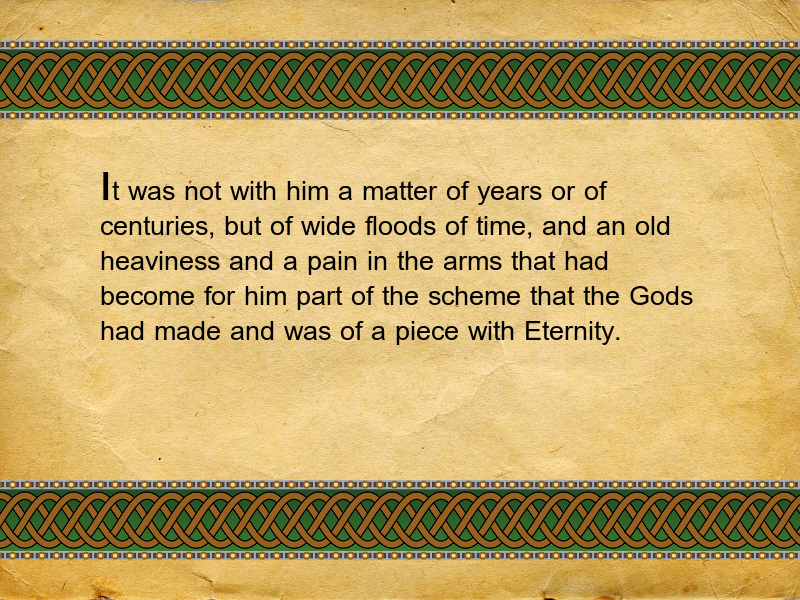 It was not with him a matter of years or of
centuries, but of wide floods of time, and an old
heaviness and a pain in the arms that had
become for him part of the scheme that the Gods
had made and was of a piece with Eternity.